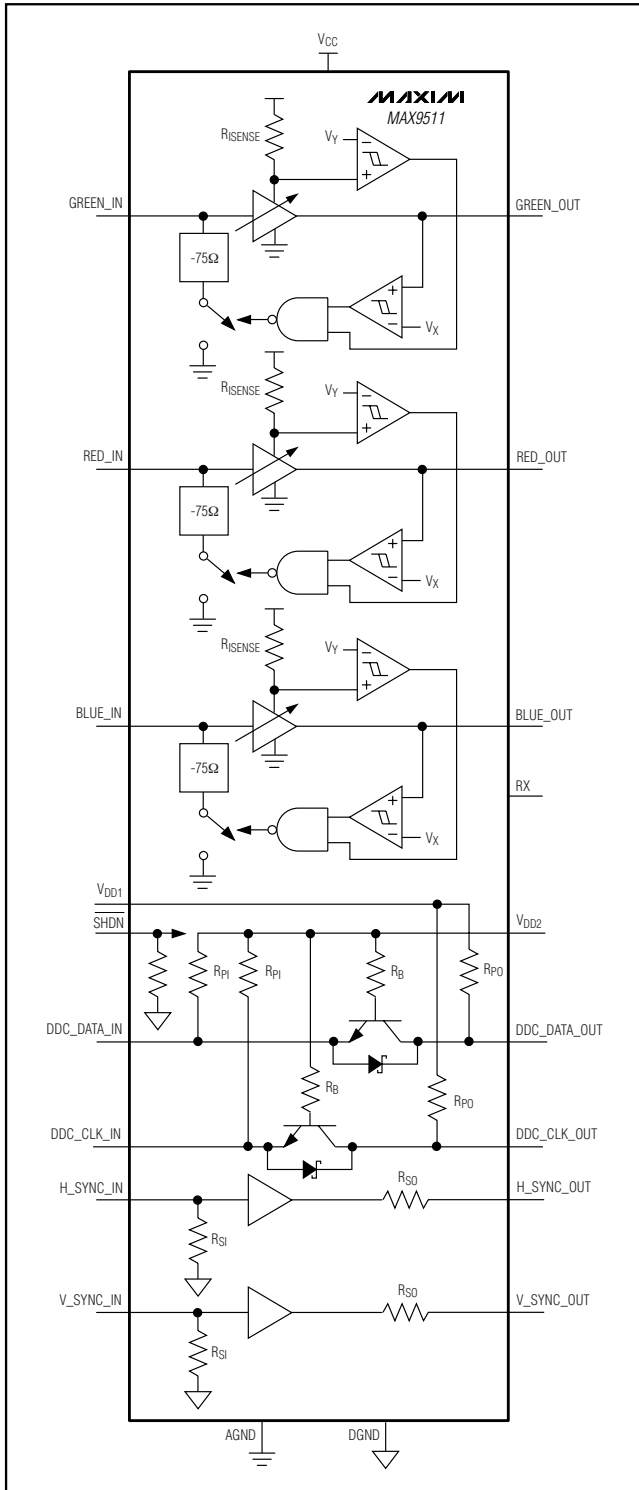 VCC
MAXIM
MAX9511
RISENSE
VY
−
+
GREEN_IN
GREEN_OUT
-75Ω
+
−
VX
RISENSE
VY
−
+
RED_IN
RED_OUT
-75Ω
+
−
VX
RISENSE
VY
−
+
BLUE_IN
BLUE_OUT
-75Ω
RX
+
−
VX
VDD1
SHDN
VDD2
RPI
RPI
RB
RPO
DDC_DATA_IN
DDC_DATA_OUT
RB
RPO
DDC_CLK_IN
DDC_CLK_OUT
H_SYNC_IN
RSO
H_SYNC_OUT
RSI
V_SYNC_IN
RSO
V_SYNC_OUT
RSI
AGND
DGND